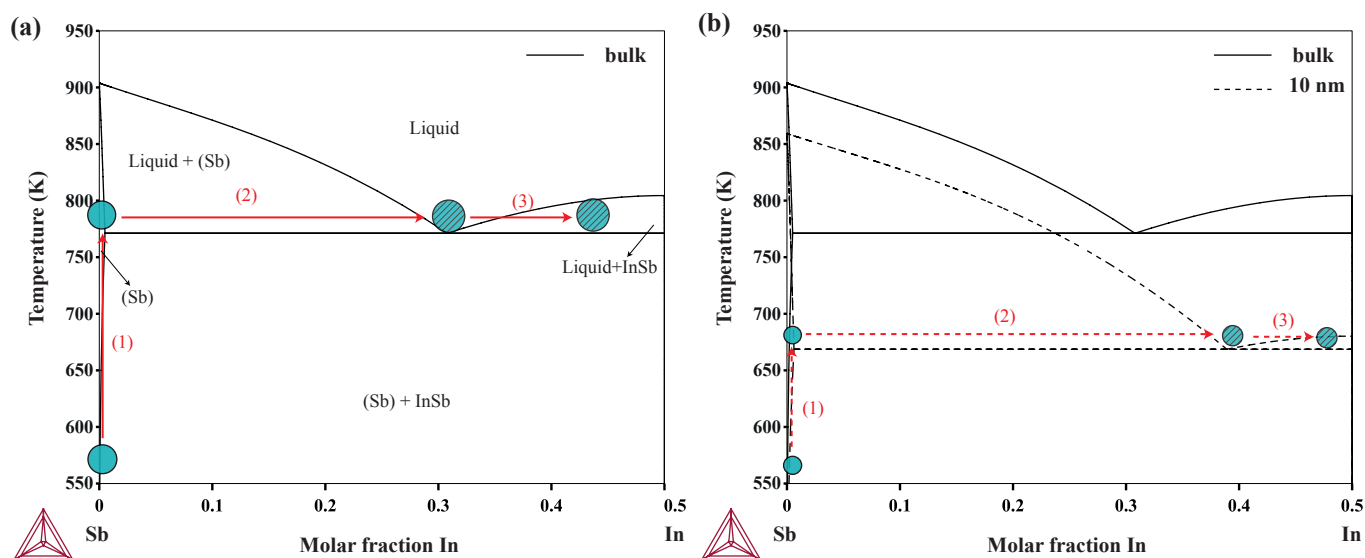 (a)
950
900
850
800
750
700
650
600
550
Temperature (K)
bulk
Liquid
Liquid + (Sb)
(2)
(3)
Liquid+InSb
(Sb)
(1)
(Sb) + InSb
0
0.1
0.2
0.3
0.4
0.5
Sb
Molar fraction In
In
(b)
950
900
850
800
750
700
650
600
550
Temperature (K)
bulk
10 nm
(2)
(3)
(1)
0
0.1
0.2
0.3
0.4
0.5
Sb
Molar fraction In
In